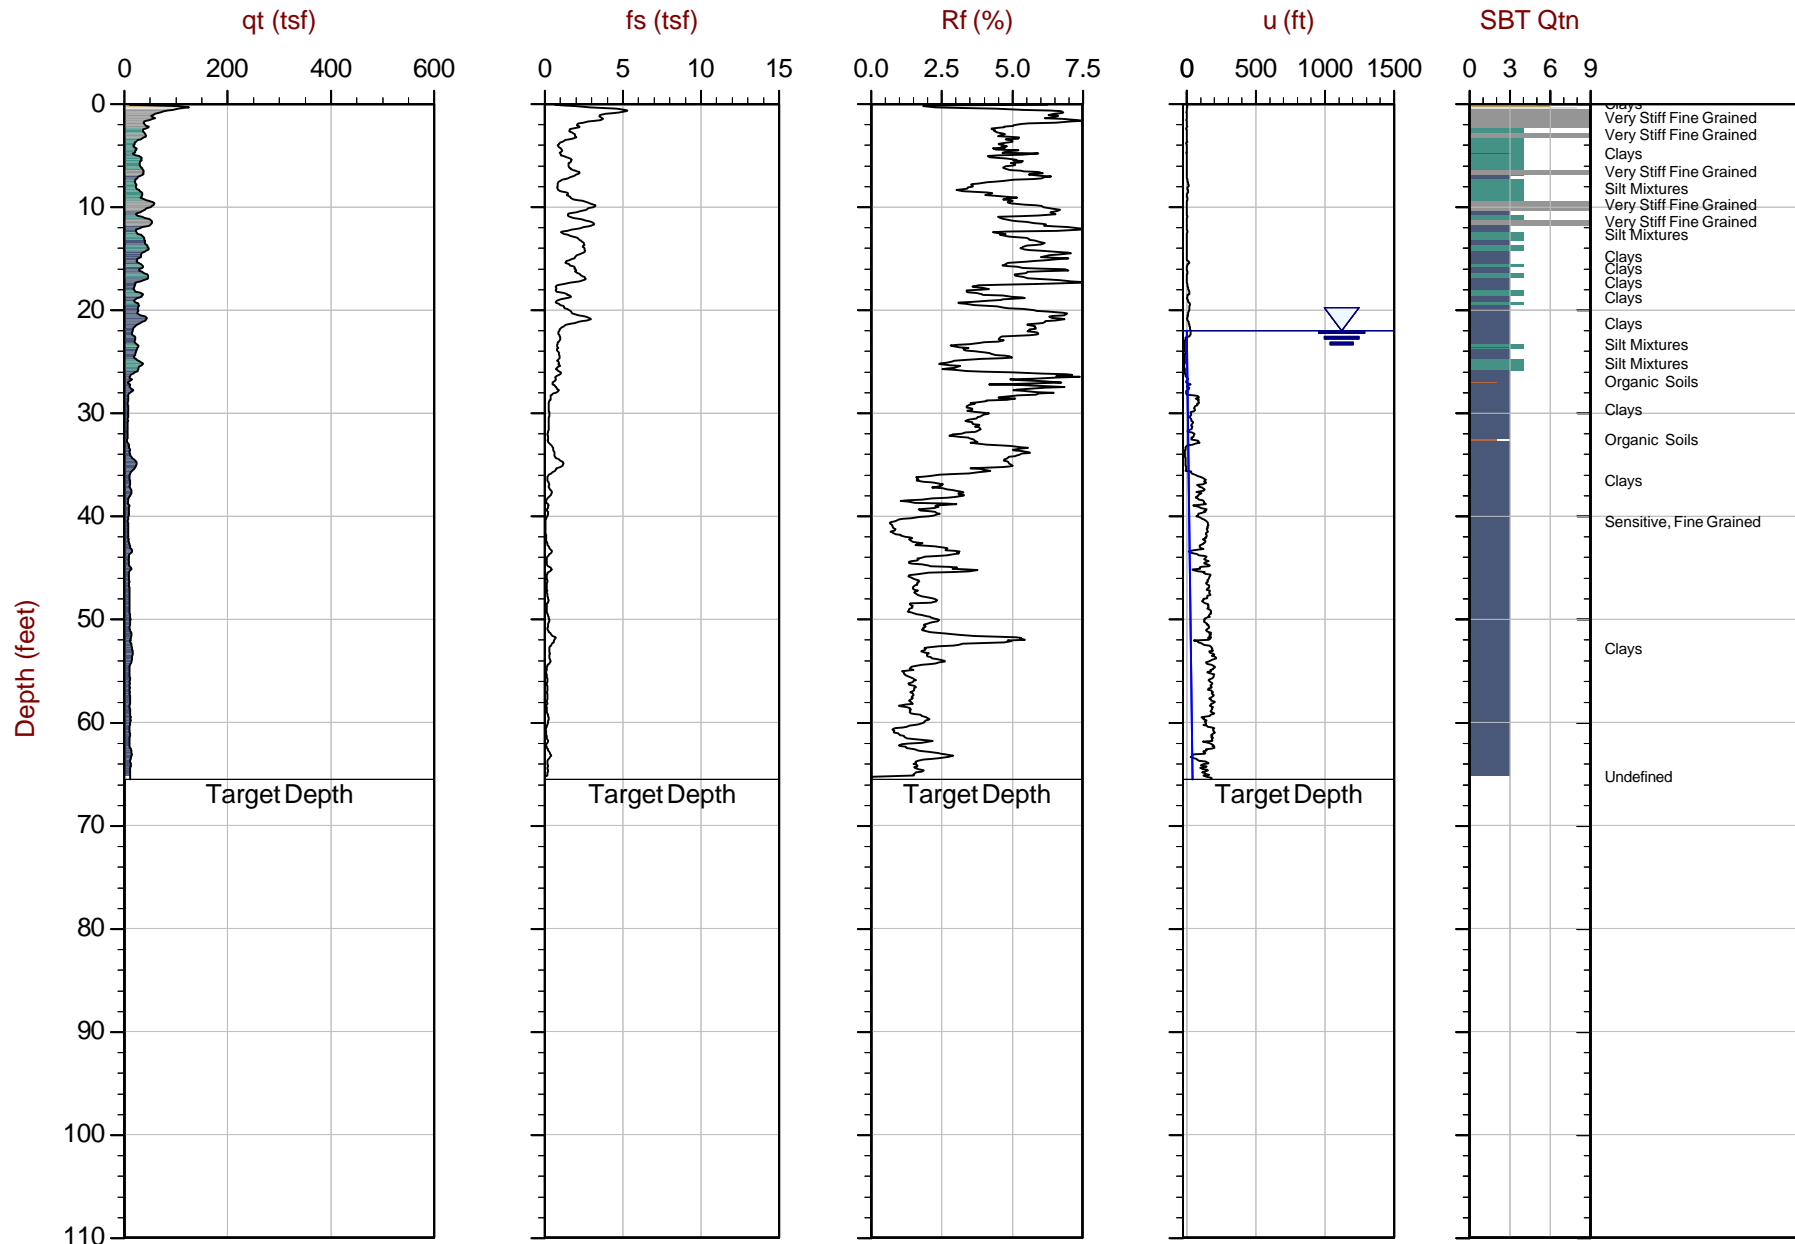 qt (tsf) fs (tsf) Rf (%) u (ft) SBT Qtn
0 200 400 600 0 5 10 15 0.0 2.5 5.0 7.5 0 500 1000 1500 0 3 6 9
0
10
20
30
40
50
60
70
80
90
100
110
Depth (feet)
Clays
Very Stiff Fine Grained
Very Stiff Fine Grained
Clays
Very Stiff Fine Grained
Silt Mixtures
Very Stiff Fine Grained
Very Stiff Fine Grained
Silt Mixtures
Clays
Clays
Clays
Clays
Clays
Silt Mixtures
Silt Mixtures
Organic Soils
Clays
Organic Soils
Clays
Sensitive, Fine Grained
Clays
Undefined
Target Depth Target Depth Target Depth Target Depth